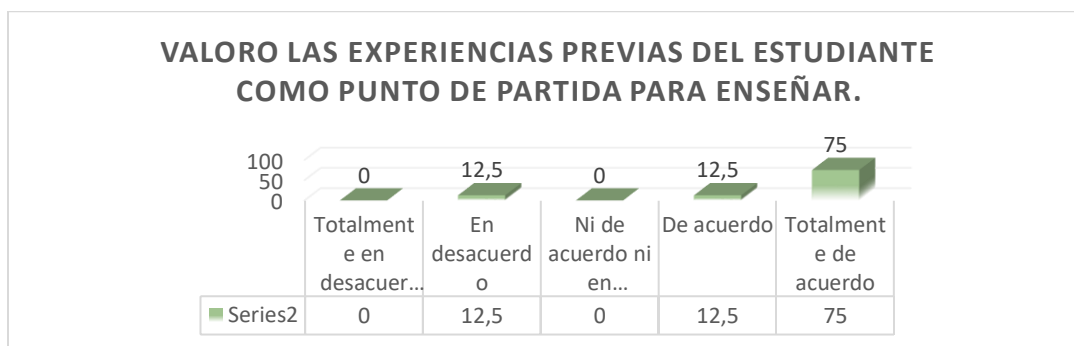 VALORO LAS EXPERIENCIAS PREVIAS DEL ESTUDIANTE
COMO PUNTO DE PARTIDA PARA ENSEÑAR.
100
50
0
0
12,5
0
12,5
75
Totalment
e en
desacuer…
En
desacuerd
o
Ni de
acuerdo ni
en…
De acuerdo
Totalment
e de
acuerdo
Series2 0 12,5 0 12,5 75